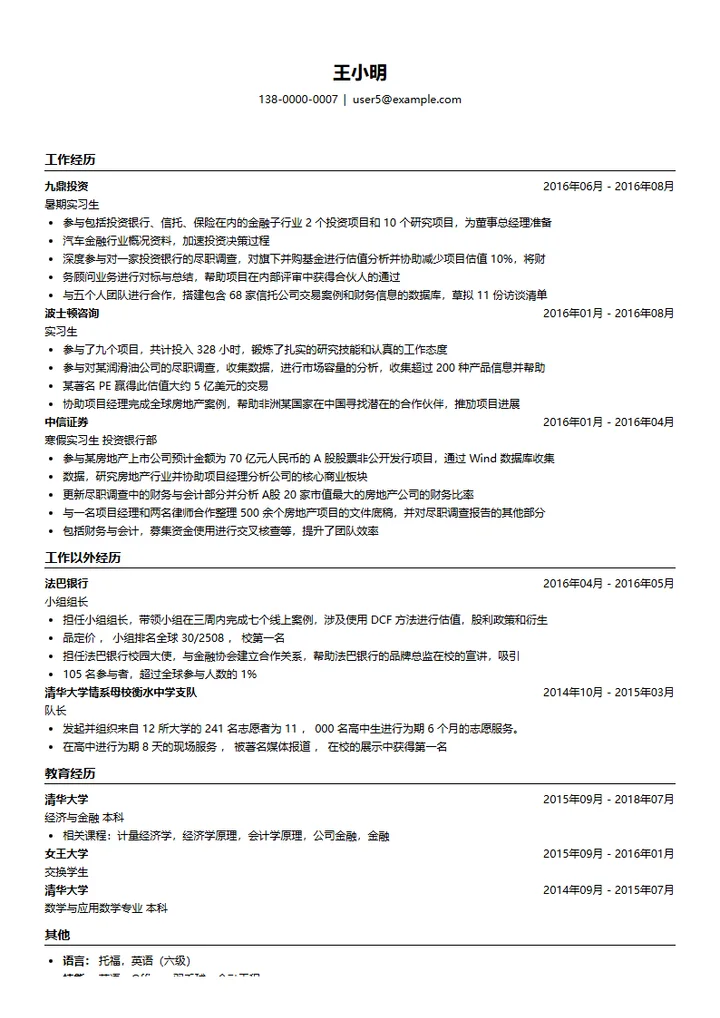 王小明
138-0000-0007 | user5@example.com
工作经历
九鼎投资 2016年06月 - 2016年08月
暑期实习生
• 参与包括投资银行、信托、保险在内的金融子行业 2 个投资项目和 10 个研究项目，为董事总经理准备
• 汽车金融行业概况资料，加速投资决策过程
• 深度参与对一家投资银行的尽职调查，对旗下并购基金进行估值分析并协助减少项目估值 10%，将财
• 务顾问业务进行对标与总结，帮助项目在内部评审中获得合伙人的通过
• 与五个人团队进行合作，搭建包含 68 家信托公司交易案例和财务信息的数据库，草拟 11 份访谈清单
波士顿咨询 2016年01月 - 2016年08月
实习生
• 参与了九个项目，共计投入 328 小时，锻炼了扎实的研究技能和认真的工作态度
• 参与对某润滑油公司的尽职调查，收集数据，进行市场容量的分析，收集超过 200 种产品信息并帮助
• 某著名 PE 赢得此估值大约 5 亿美元的交易
• 协助项目经理完成全球房地产案例，帮助非洲某国家在中国寻找潜在的合作伙伴，推动项目进展
中信证券 2016年01月 - 2016年04月
寒假实习生 投资银行部
• 参与某房地产上市公司预计金额为 70 亿元人民币的 A 股股票非公开发行项目，通过 Wind 数据库收集
• 数据，研究房地产行业并协助项目经理分析公司的核心商业板块
• 更新尽职调查中的财务与会计部分并分析 A股 20 家市值最大的房地产公司的财务比率
• 与一名项目经理和两名律师合作整理 500 余个房地产项目的文件底稿，并对尽职调查报告的其他部分
• 包括财务与会计，募集资金使用进行交叉核查等，提升了团队效率
工作以外经历
法巴银行 2016年04月 - 2016年05月
小组组长
• 担任小组组长，带领小组在三周内完成七个线上案例，涉及使用 DCF 方法进行估值，股利政策和衍生
• 品定价 ， 小组排名全球 30/2508 ， 校第一名
• 担任法巴银行校园大使，与金融协会建立合作关系，帮助法巴银行的品牌总监在校的宣讲，吸引
• 105 名参与者，超过全球参与人数的 1%
清华大学情系母校衡水中学支队 2014年10月 - 2015年03月
队长
• 发起并组织来自 12 所大学的 241 名志愿者为 11 ， 000 名高中生进行为期 6 个月的志愿服务。
• 在高中进行为期 8 天的现场服务 ， 被著名媒体报道 ， 在校的展示中获得第一名
教育经历
清华大学 2015年09月 - 2018年07月
经济与金融 本科
• 相关课程：计量经济学，经济学原理，会计学原理，公司金融，金融
女王大学 2015年09月 - 2016年01月
交换学生
清华大学 2014年09月 - 2015年07月
数学与应用数学专业 本科
其他
• 语言： 托福，英语（六级）